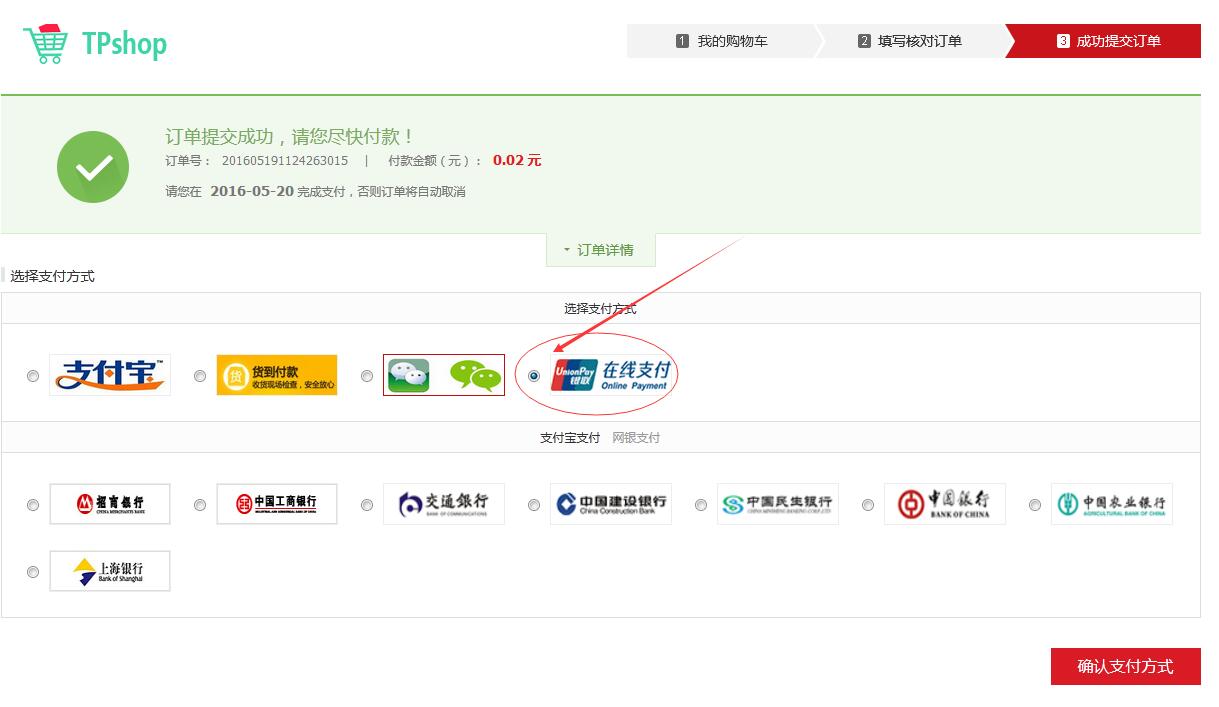 TPshop
1 我的购物车
2 填写核对订单
3 成功提交订单
订单提交成功，请您尽快付款！
订单号： 201605191124263015 | 付款金额（元）： 0.02 元
请您在 2016-05-20 完成支付，否则订单将自动取消
订单详情
选择支付方式
选择支付方式
支付宝™
货 货到付款
收货现场检查，安全放心
UnionPay 银联 在线支付
Online Payment
支付宝支付 网银支付
招商银行
CHINA MERCHANTS BANK
中国工商银行
INDUSTRIAL AND COMMERCIAL BANK OF CHINA
交通銀行
BANK OF COMMUNICATIONS
中国建设银行
China Construction Bank
中国民生银行
CHINA MINSHENG BANKING CORP.,LTD
中國銀行
BANK OF CHINA
中国农业银行
AGRICULTURAL BANK OF CHINA
上海银行
Bank of Shanghai
确认支付方式